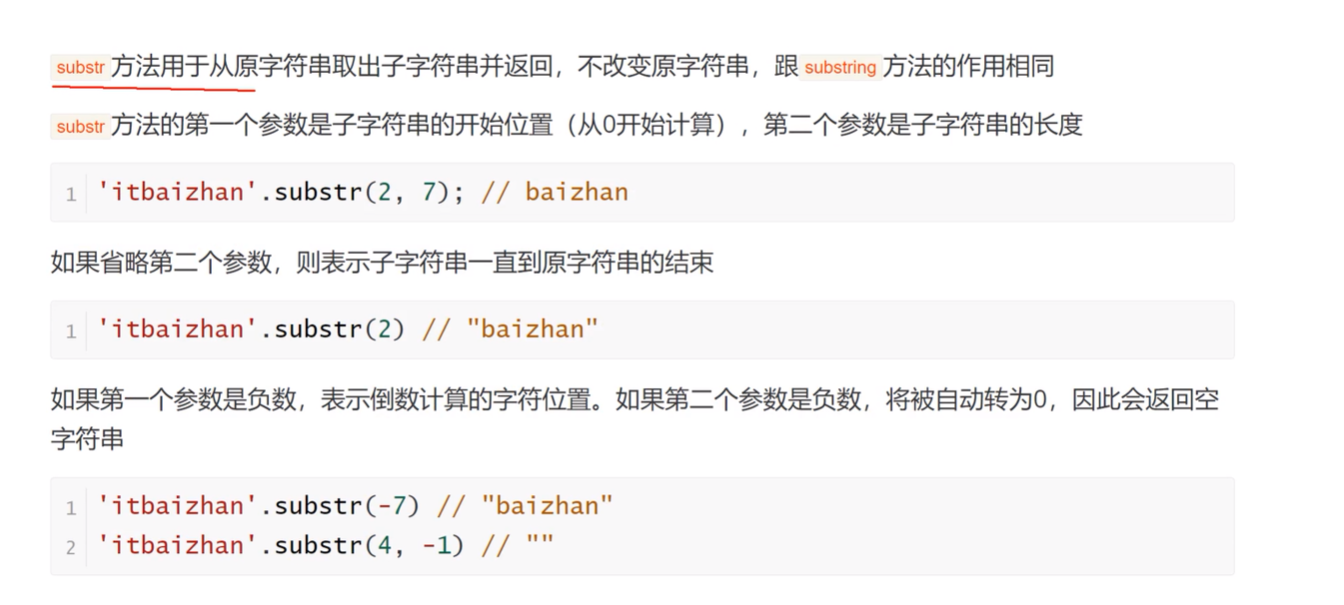 substr 方法用于从原字符串取出子字符串并返回，不改变原字符串，跟 substring 方法的作用相同
substr 方法的第一个参数是子字符串的开始位置（从0开始计算），第二个参数是子字符串的长度
1 'itbaizhan'.substr(2, 7); // baizhan
如果省略第二个参数，则表示子字符串一直到原字符串的结束
1 'itbaizhan'.substr(2) // "baizhan"
如果第一个参数是负数，表示倒数计算的字符位置。如果第二个参数是负数，将被自动转为0，因此会返回空
字符串
1 'itbaizhan'.substr(-7) // "baizhan"
2 'itbaizhan'.substr(4, -1) // ""